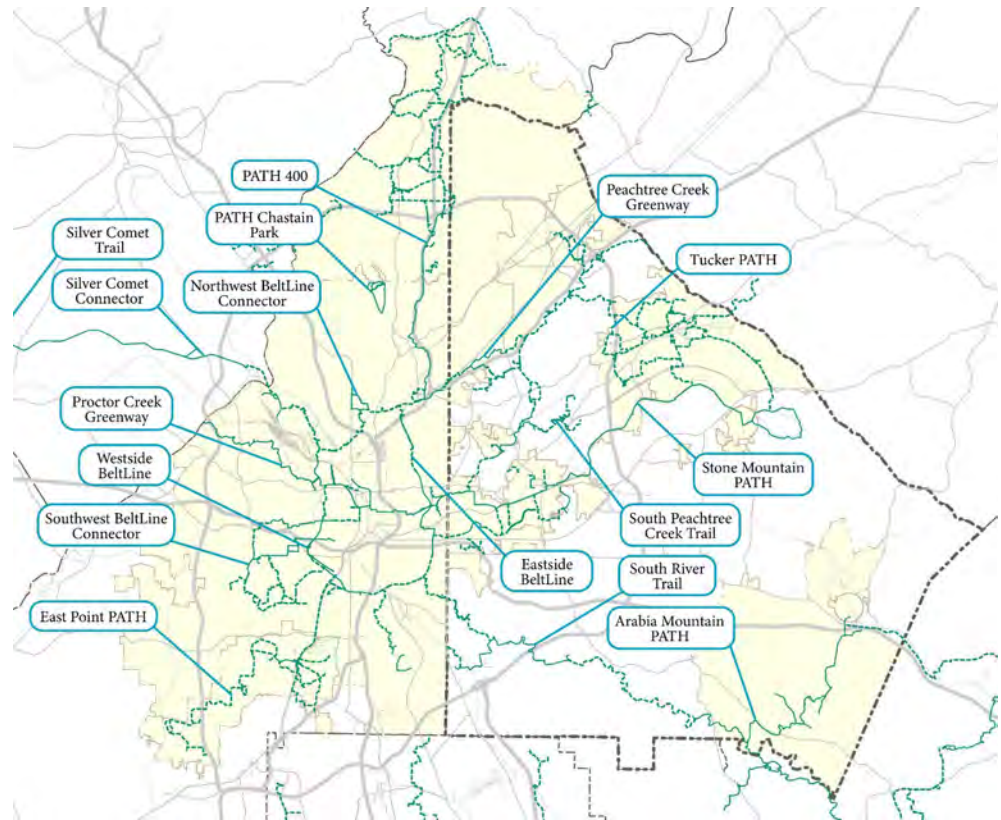 PATH 400
PATH Chastain
Park
Peachtree Creek
Greenway
Silver Comet
Trail
Tucker PATH
Silver Comet
Connector
Northwest BeltLine
Connector
Proctor Creek
Greenway
Westside
BeltLine
Stone Mountain
PATH
Southwest BeltLine
Connector
South Peachtree
Creek Trail
Eastside
BeltLine
South River
Trail
East Point PATH
Arabia Mountain
PATH